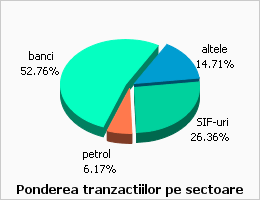 altele
14.71%
banci
52.76%
SIF-uri
26.36%
petrol
6.17%
Ponderea tranzactiilor pe sectoare